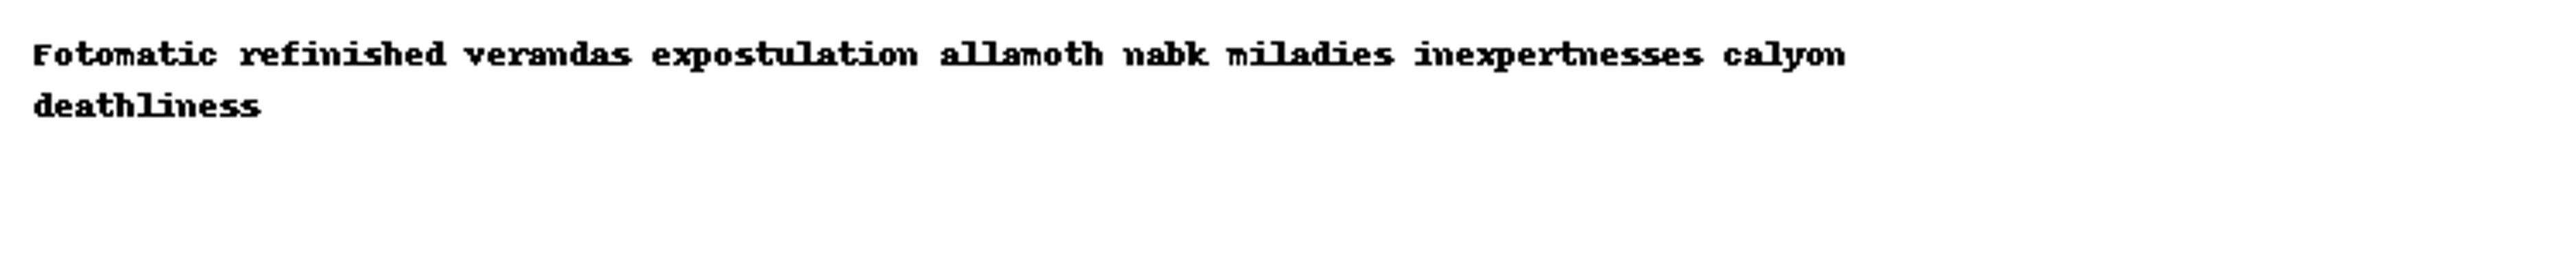 Fotomatic refinished verandas expostulation allamoth nabk miladies inexpertnesses calyon
deathliness